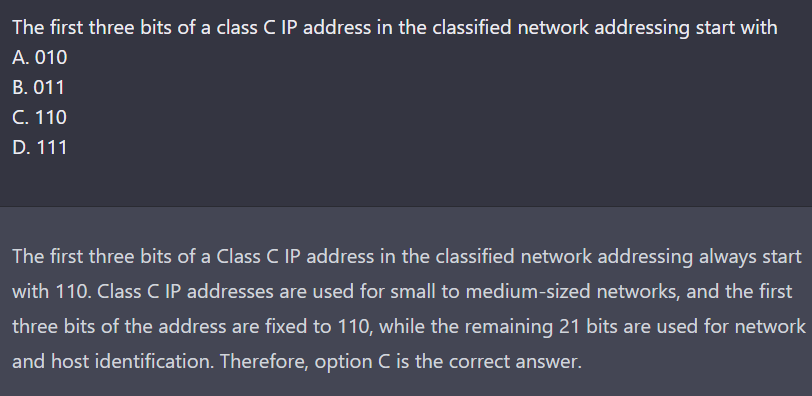 The first three bits of a class C IP address in the classified network addressing start with
A. 010
B. 011
C. 110
D. 111
The first three bits of a Class C IP address in the classified network addressing always start
with 110. Class C IP addresses are used for small to medium-sized networks, and the first
three bits of the address are fixed to 110, while the remaining 21 bits are used for network
and host identification. Therefore, option C is the correct answer.